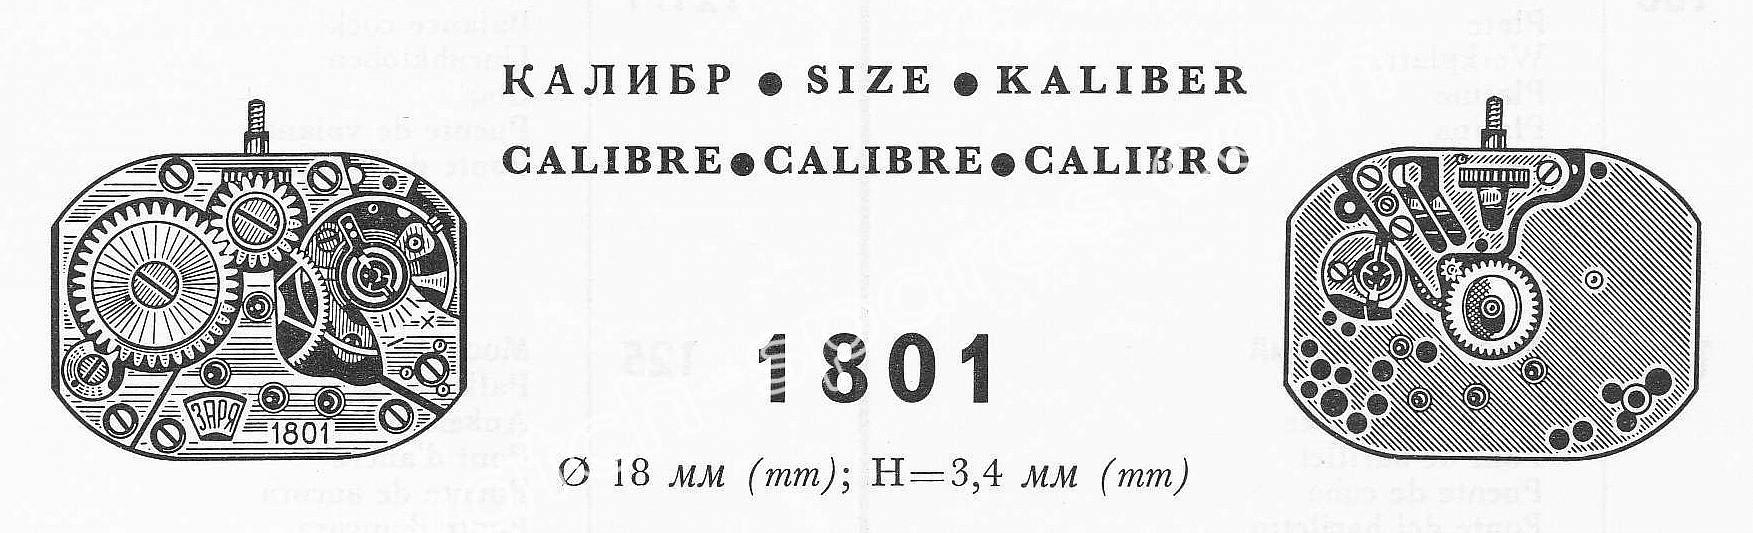 КАЛИБР ● SIZE ● KALIBER
CALIBRE●CALIBRE●CALIBRO
ЗАРЯ
1801
1801
Ø 18 мм (mm); H=3,4 мм (mm)